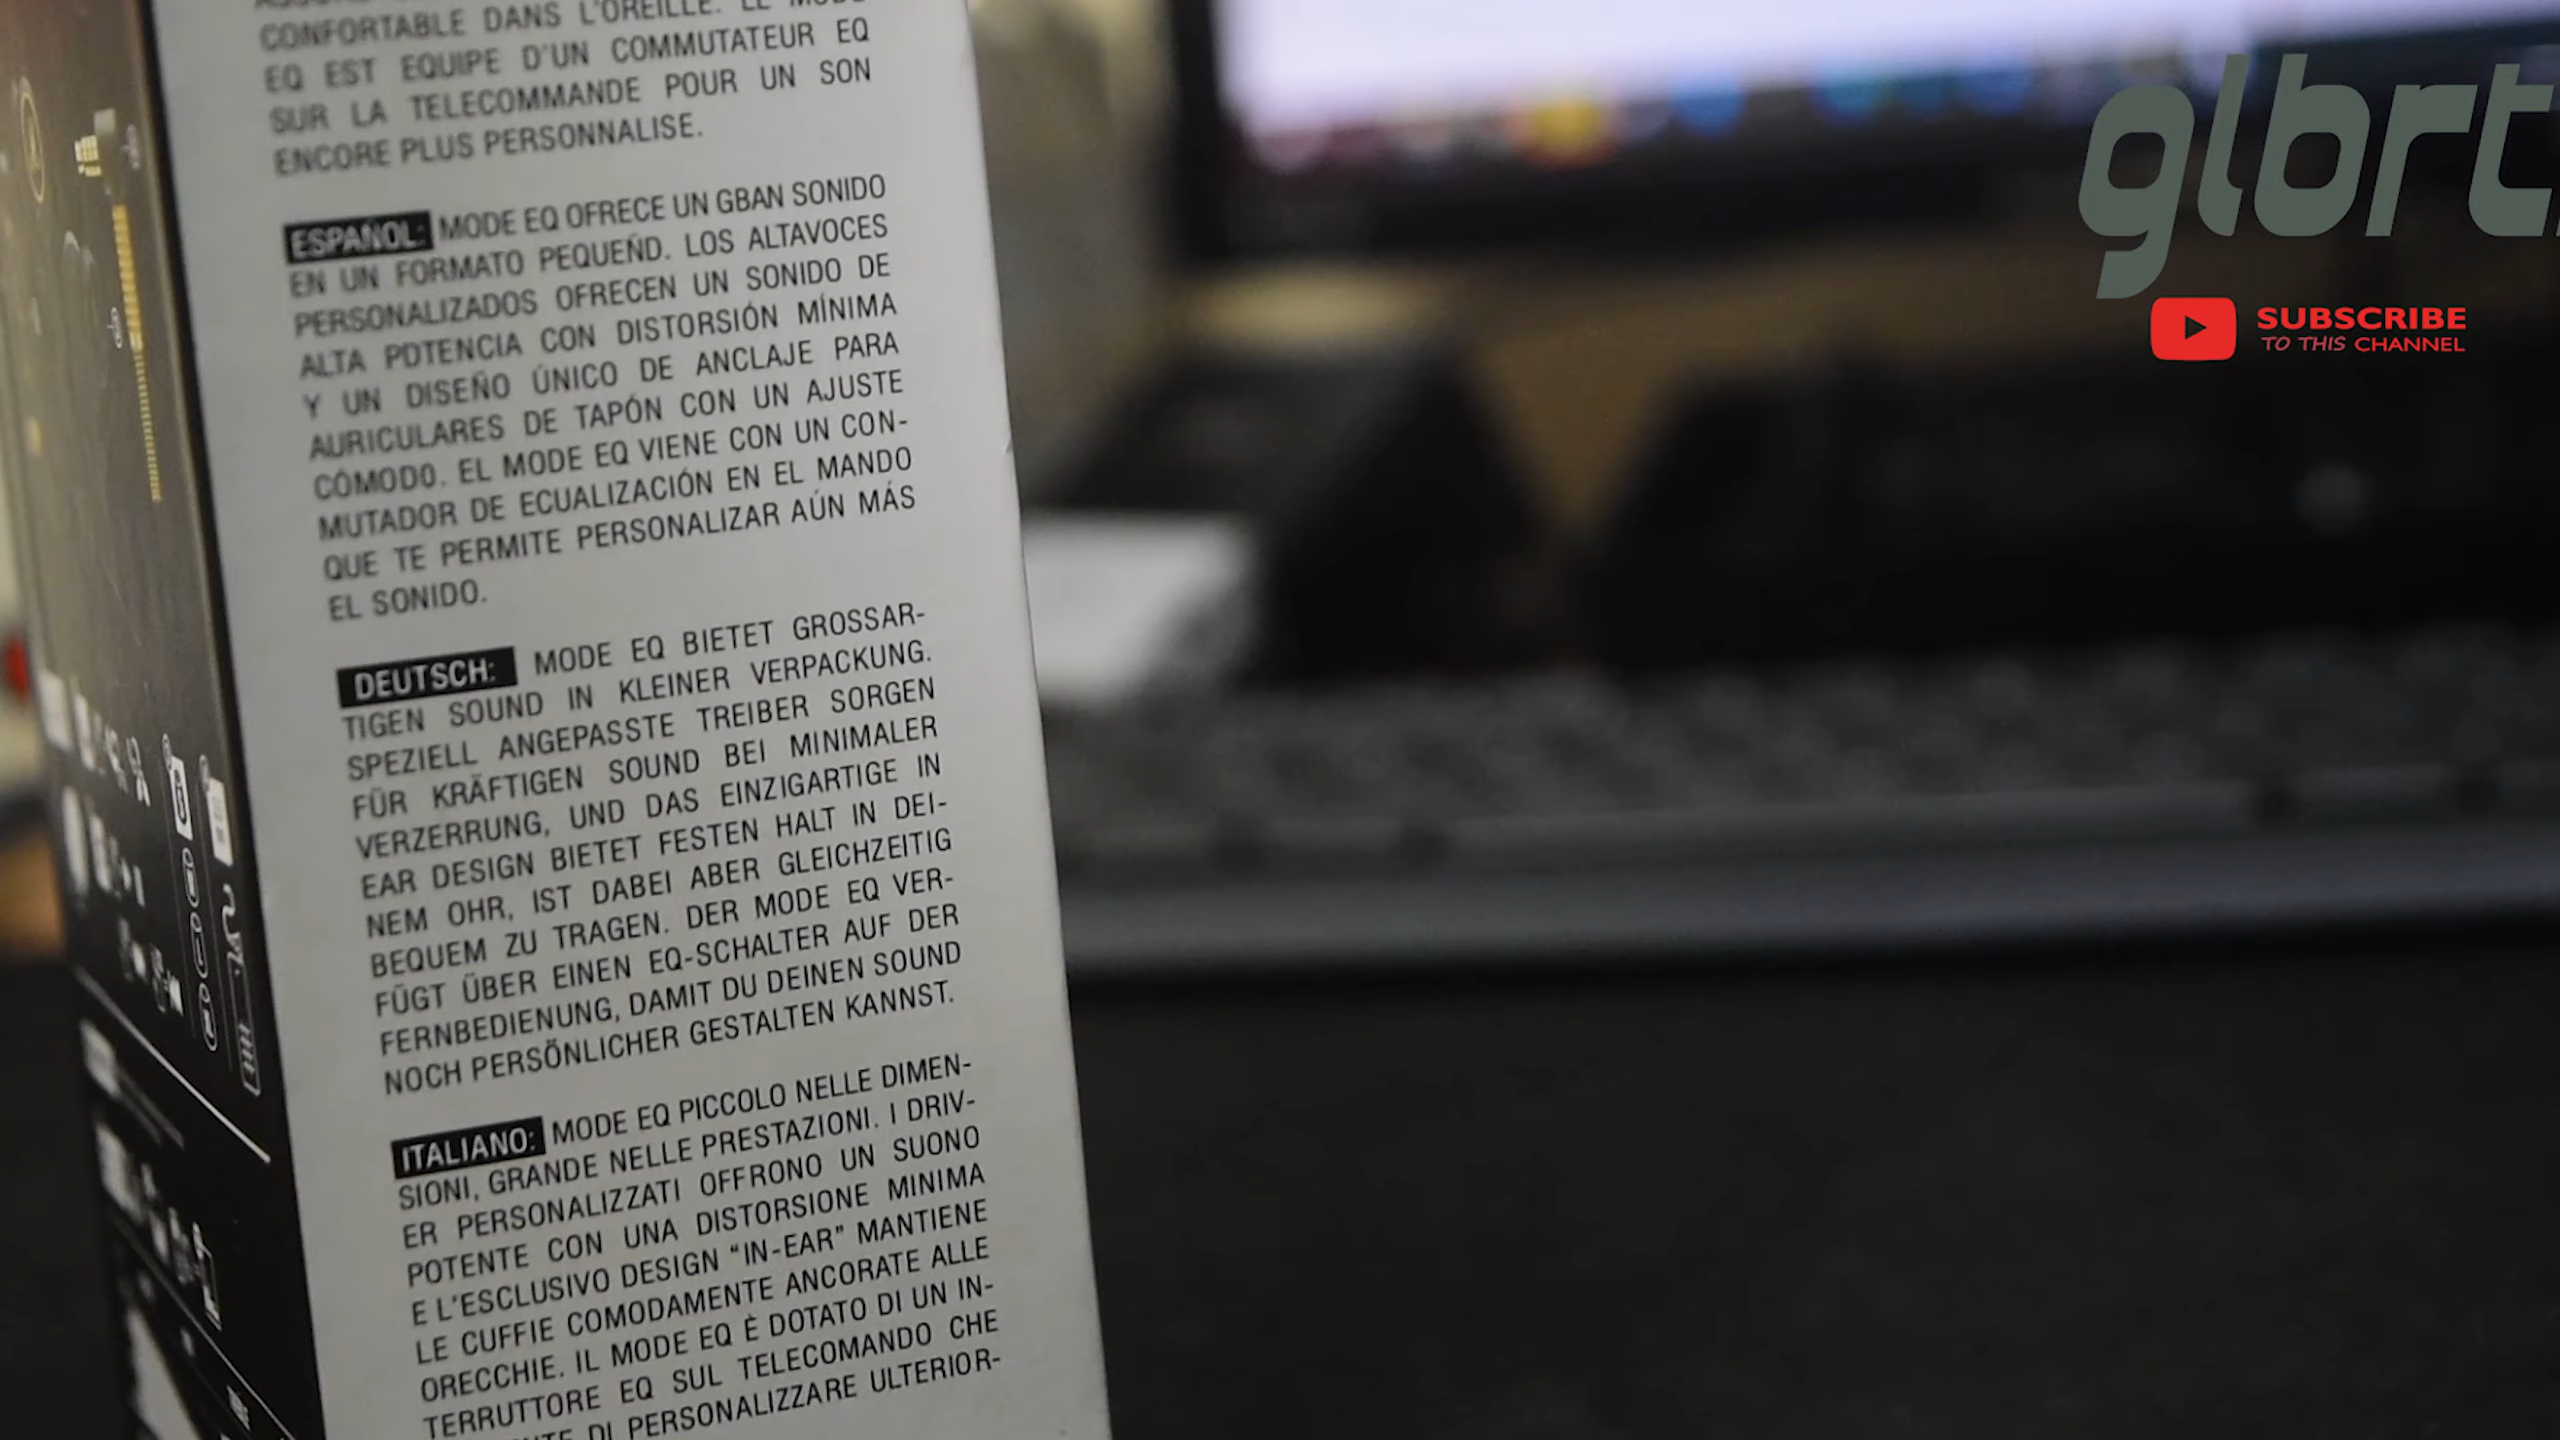 CONFORTABLE DANS L'OREILLE. LE MODE
EQ EST EQUIPE D'UN COMMUTATEUR EQ
SUR LA TELECOMMANDE POUR UN SON
ENCORE PLUS PERSONNALISE.
ESPAÑOL: MODE EQ OFRECE UN GBAN SONIDO
EN UN FORMATO PEQUEÑD. LOS ALTAVOCES
PERSONALIZADOS OFRECEN UN SONIDO DE
ALTA PDTENCIA CON DISTORSIÓN MÍNIMA
Y UN DISEÑO ÚNICO DE ANCLAJE PARA
AURICULARES DE TAPÓN CON UN AJUSTE
CÓMODO. EL MODE EQ VIENE CON UN CON-
MUTADOR DE ECUALIZACIÓN EN EL MANDO
QUE TE PERMITE PERSONALIZAR AÚN MÁS
EL SONIDO.
DEUTSCH: MODE EQ BIETET GROSSAR-
TIGEN SOUND IN KLEINER VERPACKUNG.
SPEZIELL ANGEPASSTE TREIBER SORGEN
FÜR KRÄFTIGEN SOUND BEI MINIMALER
VERZERRUNG, UND DAS EINZIGARTIGE IN
EAR DESIGN BIETET FESTEN HALT IN DEI-
NEM OHR, IST DABEI ABER GLEICHZEITIG
BEQUEM ZU TRAGEN. DER MODE EQ VER-
FÜGT ÜBER EINEN EQ-SCHALTER AUF DER
FERNBEDIENUNG, DAMIT DU DEINEN SOUND
NOCH PERSÖNLICHER GESTALTEN KANNST.
ITALIANO: MODE EQ PICCOLO NELLE DIMEN-
SIONI, GRANDE NELLE PRESTAZIONI. I DRIV-
ER PERSONALIZZATI OFFRONO UN SUONO
POTENTE CON UNA DISTORSIONE MINIMA
E L'ESCLUSIVO DESIGN "IN-EAR" MANTIENE
LE CUFFIE COMODAMENTE ANCORATE ALLE
ORECCHIE. IL MODE EQ È DOTATO DI UN IN-
TERRUTTORE EQ SUL TELECOMANDO CHE
DI PERSONALIZZARE ULTERIOR-
glbrt
SUBSCRIBE
TO THIS CHANNEL